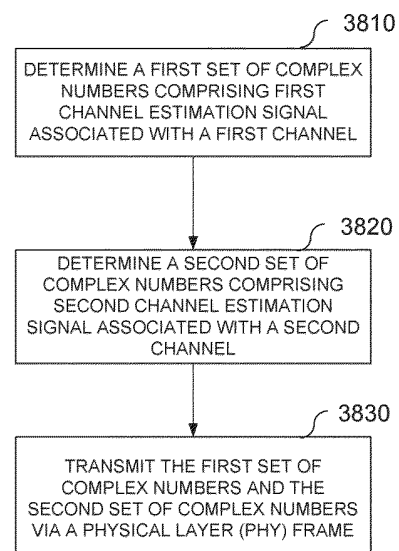 3810
DETERMINE A FIRST SET OF COMPLEX
NUMBERS COMPRISING FIRST
CHANNEL ESTIMATION SIGNAL
ASSOCIATED WITH A FIRST CHANNEL
3820
DETERMINE A SECOND SET OF
COMPLEX NUMBERS COMPRISING
SECOND CHANNEL ESTIMATION
SIGNAL ASSOCIATED WITH A SECOND
CHANNEL
3830
TRANSMIT THE FIRST SET OF
COMPLEX NUMBERS AND THE
SECOND SET OF COMPLEX NUMBERS
VIA A PHYSICAL LAYER (PHY) FRAME